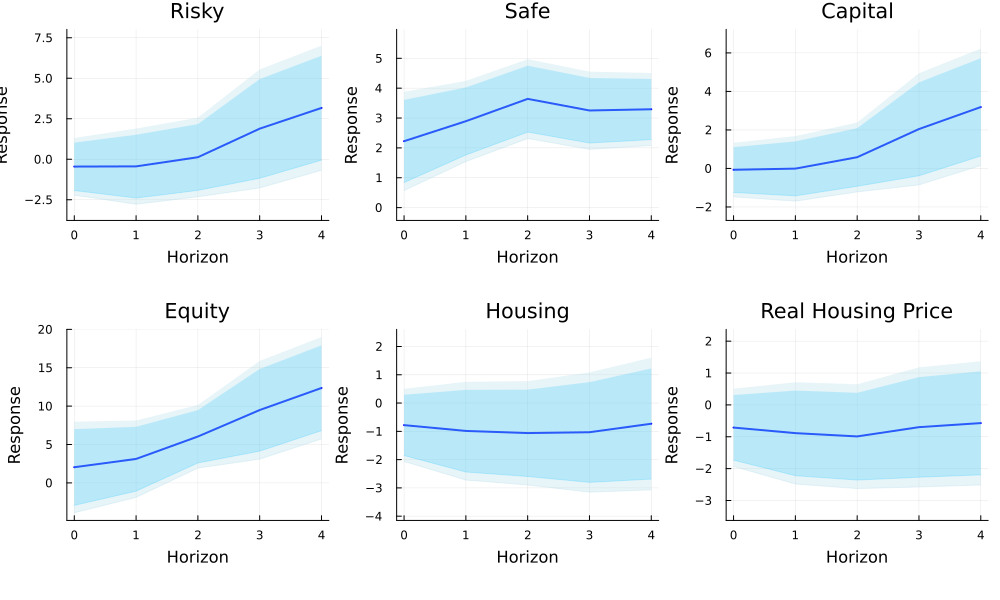 Risky
Safe
Capital
7.5
5.0
2.5
0.0
−2.5
Response
0 1 2 3 4
Horizon
5
4
3
2
1
0
Response
0 1 2 3 4
Horizon
6
4
2
0
−2
Response
0 1 2 3 4
Horizon
Equity
Housing
Real Housing Price
20
15
10
5
0
Response
0 1 2 3 4
Horizon
2
1
0
−1
−2
−3
−4
Response
0 1 2 3 4
Horizon
2
1
0
−1
−2
−3
Response
0 1 2 3 4
Horizon